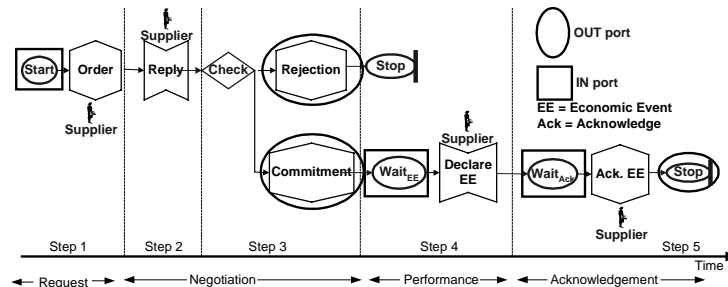 Supplier
OUT port
Start
Order
Reply
Check
Rejection
Stop
IN port
EE = Economic Event
Ack = Acknowledge
Supplier
Supplier
Commitment
WaitEE
Declare
EE
WaitAck
Ack. EE
Stop
Supplier
Step 1
Step 2
Step 3
Step 4
Step 5
Time
Request
Negotiation
Performance
Acknowledgement